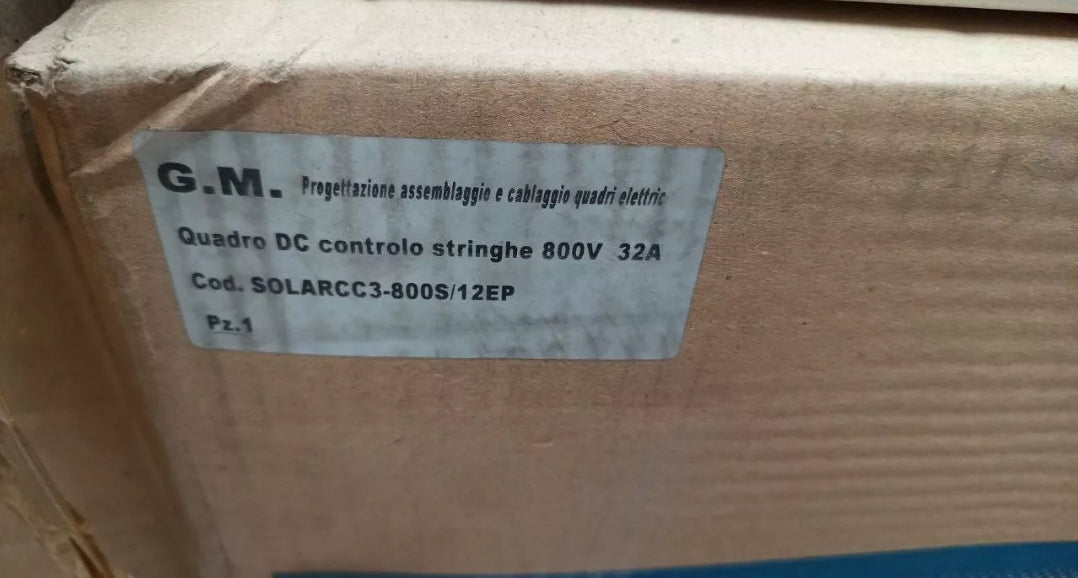 G.M. Progettazione assemblaggio e cablaggio quadri elettric
Quadro DC controlo stringhe 800V 32A
Cod. SOLARCC3-800S/12EP
Pz.1